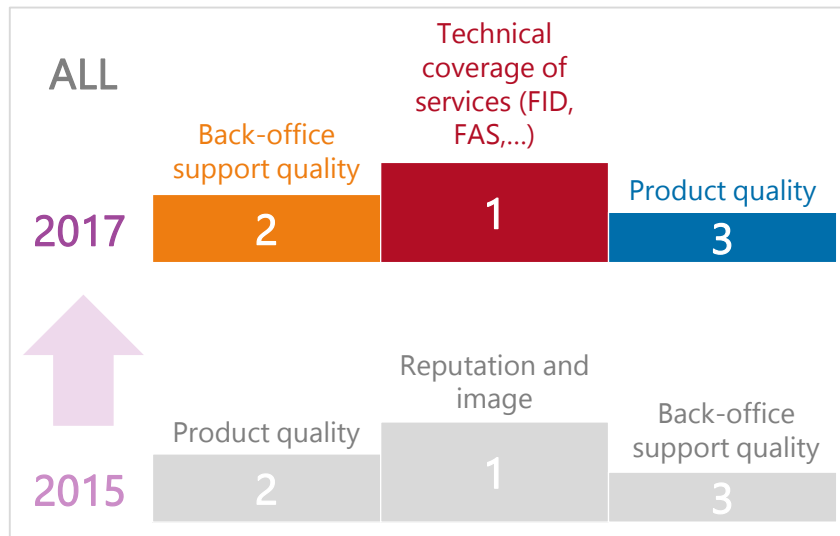 ALL
Technical
coverage of
services (FID,
FAS,...)
Back-office
support quality
Product quality
2017
2
1
3
Reputation and
image
Product quality
Back-office
support quality
2015
2
1
3